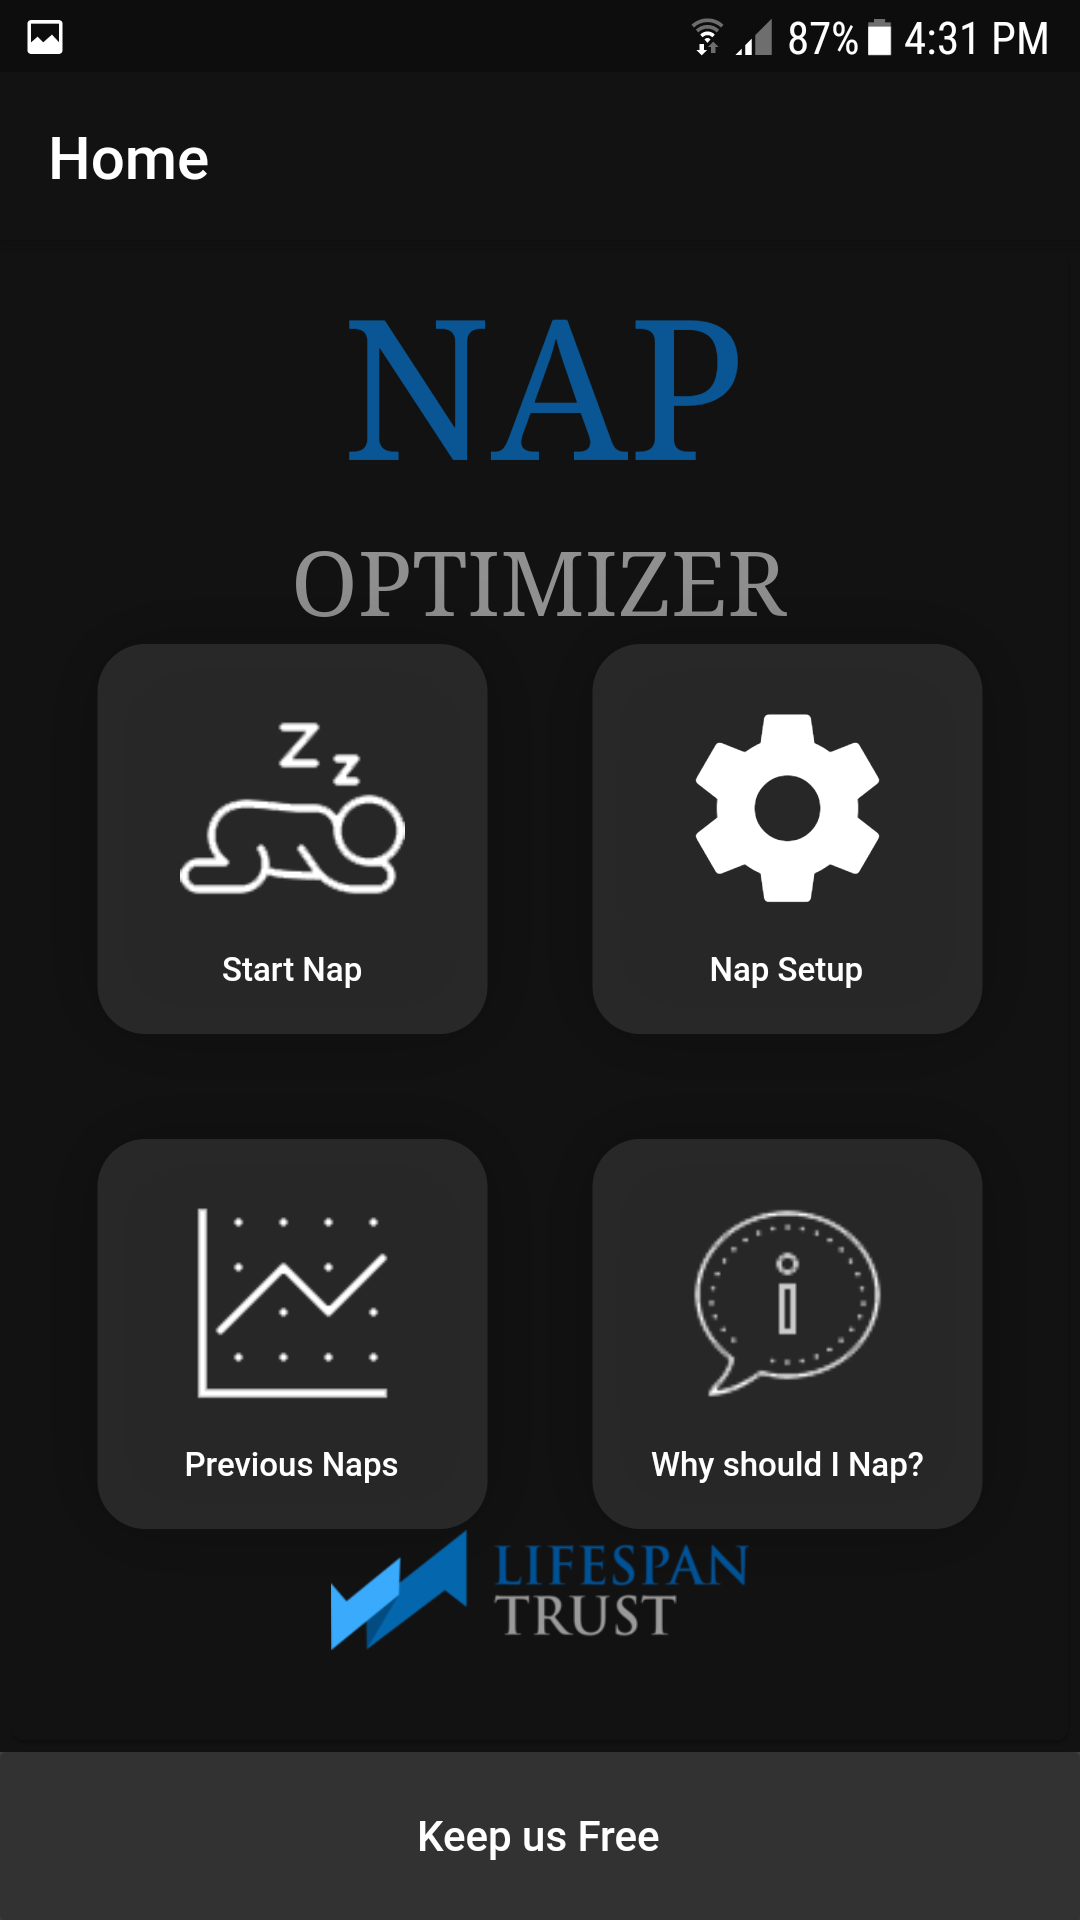 87% 4:31 PM
Home
NAP
OPTIMIZER
Start Nap
Nap Setup
Previous Naps
Why should I Nap?
LIFESPAN
TRUST
Keep us Free